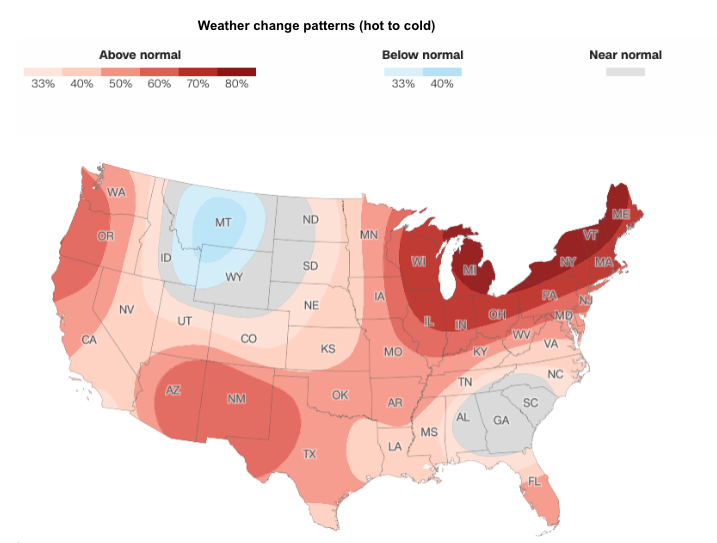 Weather change patterns (hot to cold)
Above normal
Below normal
Near normal
33% 40% 50% 60% 70% 80%
33% 40%
WA
ME
MT
ND
VT
OR
MN
ID
WI
MI
NY
MA
SD
WY
PA
NE
IA
NJ
NV
OH
MD
UT
IL
IN
CO
WV
CA
VA
KS
MO
KY
NC
TN
AZ
OK
NM
AR
SC
AL
GA
MS
LA
TX
FL